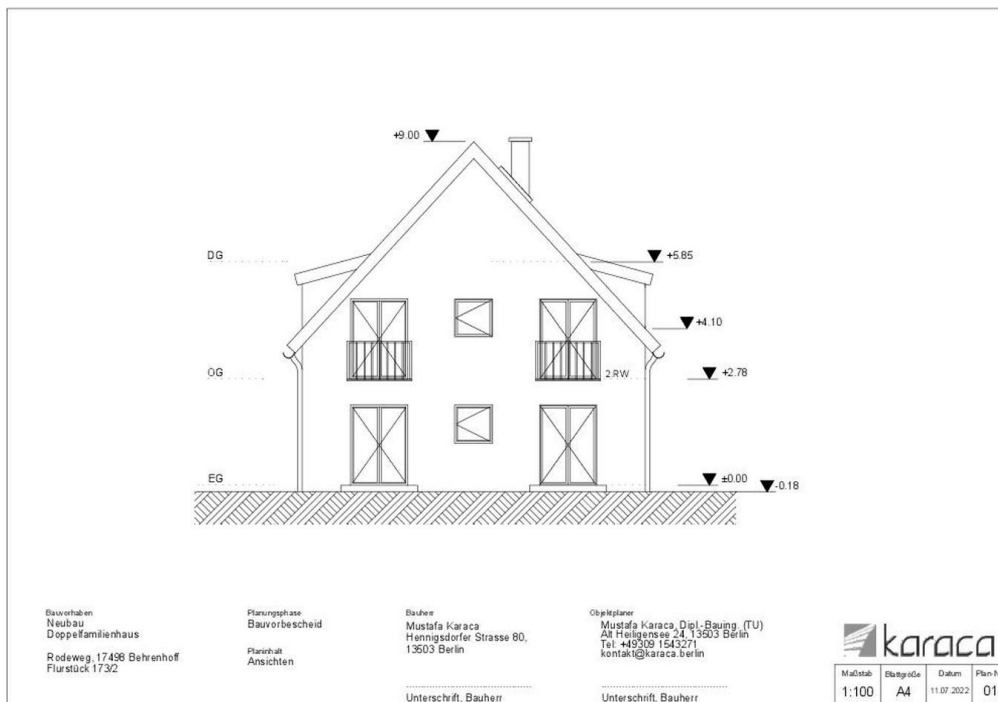 +9.00
DG
+5.85
+4.10
OG
2.RW
+2.78
EG
±0.00
-0.18
Bauvorhaben
Neubau
Doppelfamilienhaus
Rodeweg, 17498 Behrenhoff
Flurstück 173/2
Planungsphase
Bauvorbescheid
Planinhalt
Ansichten
Bauherr
Mustafa Karaca
Hennigsdorfer Strasse 80,
13503 Berlin
Unterschrift, Bauherr
Objektplaner
Mustafa Karaca, Dipl.-Bauing. (TU)
Alt Heiligensee 24, 13503 Berlin
Tel: +49309 1543271
kontakt@karaca.berlin
Unterschrift, Bauherr
karaca
Maßstab Blattgröße Datum Plan-N
1:100 A4 11.07.2022 01